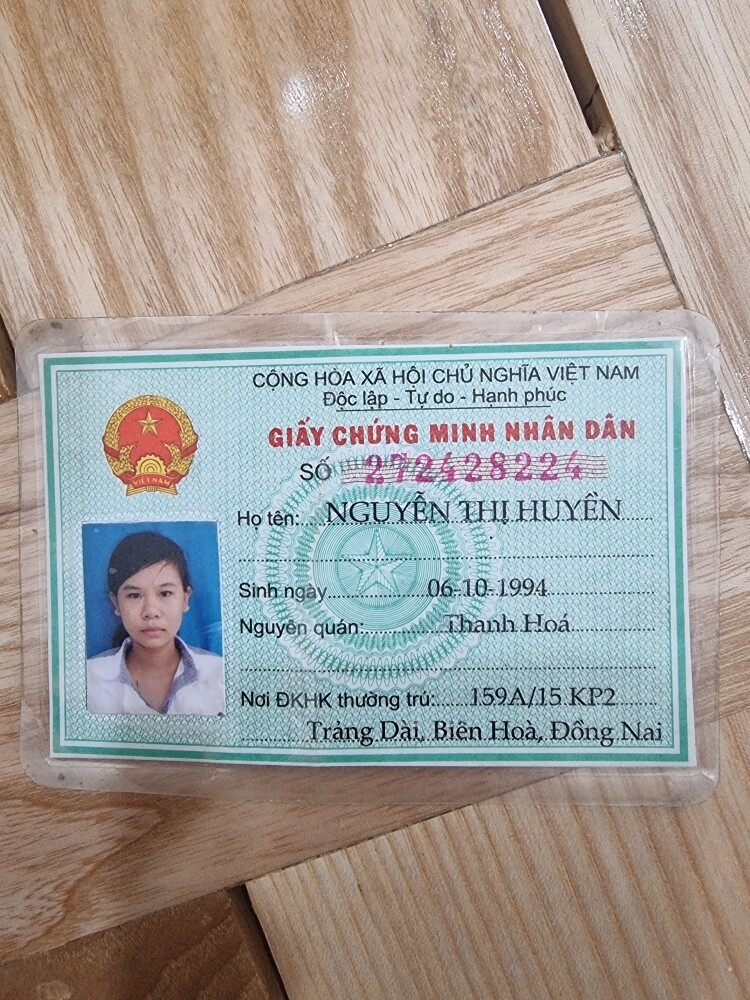 CỘNG HÒA XÃ HỘI CHỦ NGHĨA VIỆT NAM
Độc lập - Tự do - Hạnh phúc
GIẤY CHỨNG MINH NHÂN DÂN
SỐ 272428224
VIỆT NAM
Họ tên: NGUYỄN THỊ HUYỀN
Sinh ngày 06-10-1994
Nguyên quán: Thanh Hoá
Nơi ĐKHK thường trú: 159A/15 KP2
Trảng Dài, Biên Hoà, Đồng Nai